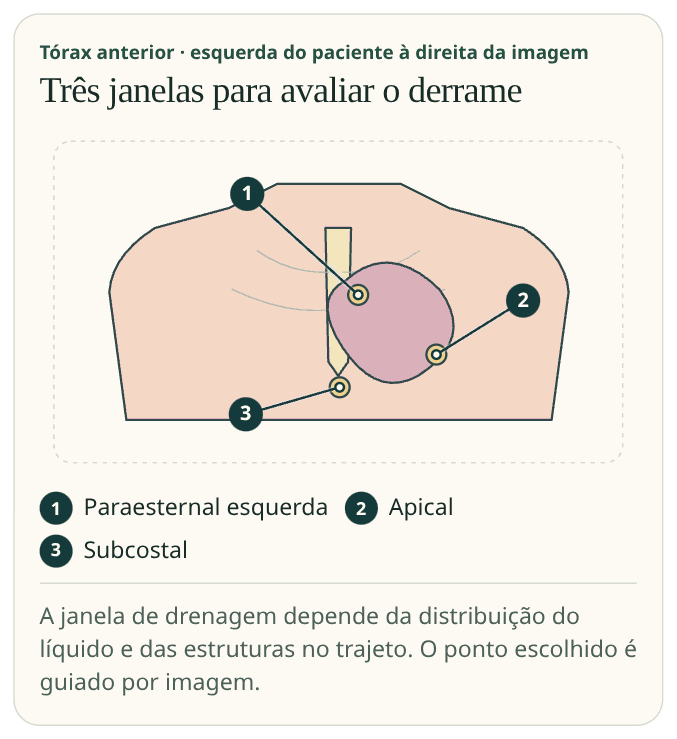 Tórax anterior · esquerda do paciente à direita da imagem
Três janelas para avaliar o derrame
1
2
3
1 Paraesternal esquerda 2 Apical
3 Subcostal
A janela de drenagem depende da distribuição do
líquido e das estruturas no trajeto. O ponto escolhido é
guiado por imagem.